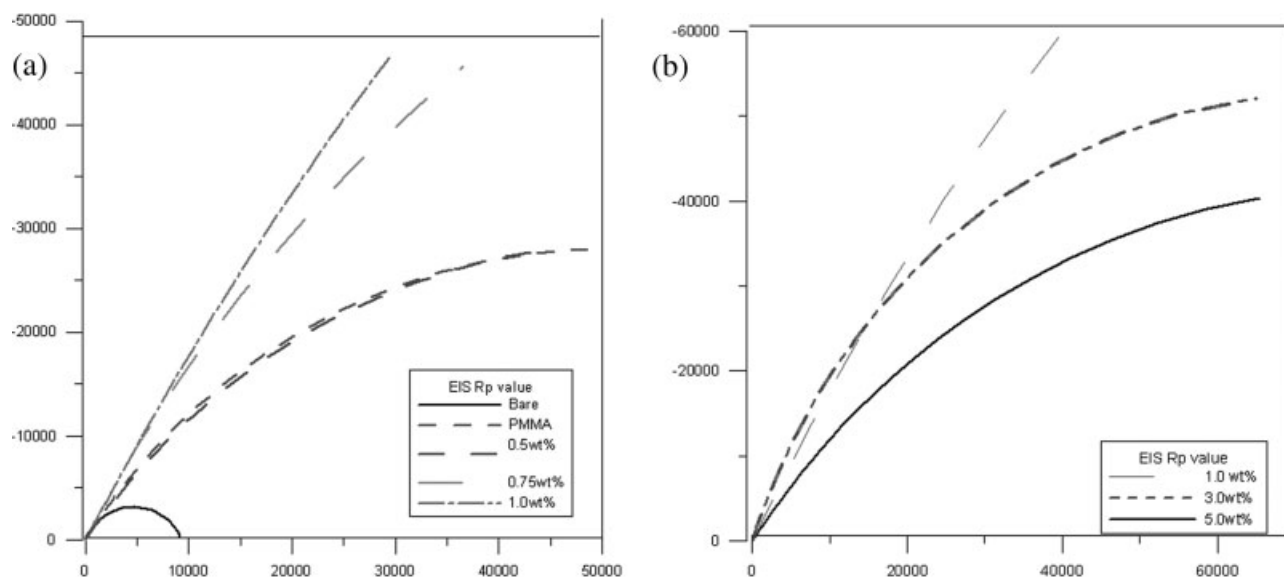 (a)
-50000
-40000
-30000
-20000
-10000
0
0 10000 20000 30000 40000 50000
EIS Rp value
Bare
PMMA
0.5wt%
0.75wt%
1.0wt%
(b)
-60000
-40000
-20000
0
0 20000 40000 60000
EIS Rp value
1.0 wt%
3.0wt%
5.0wt%